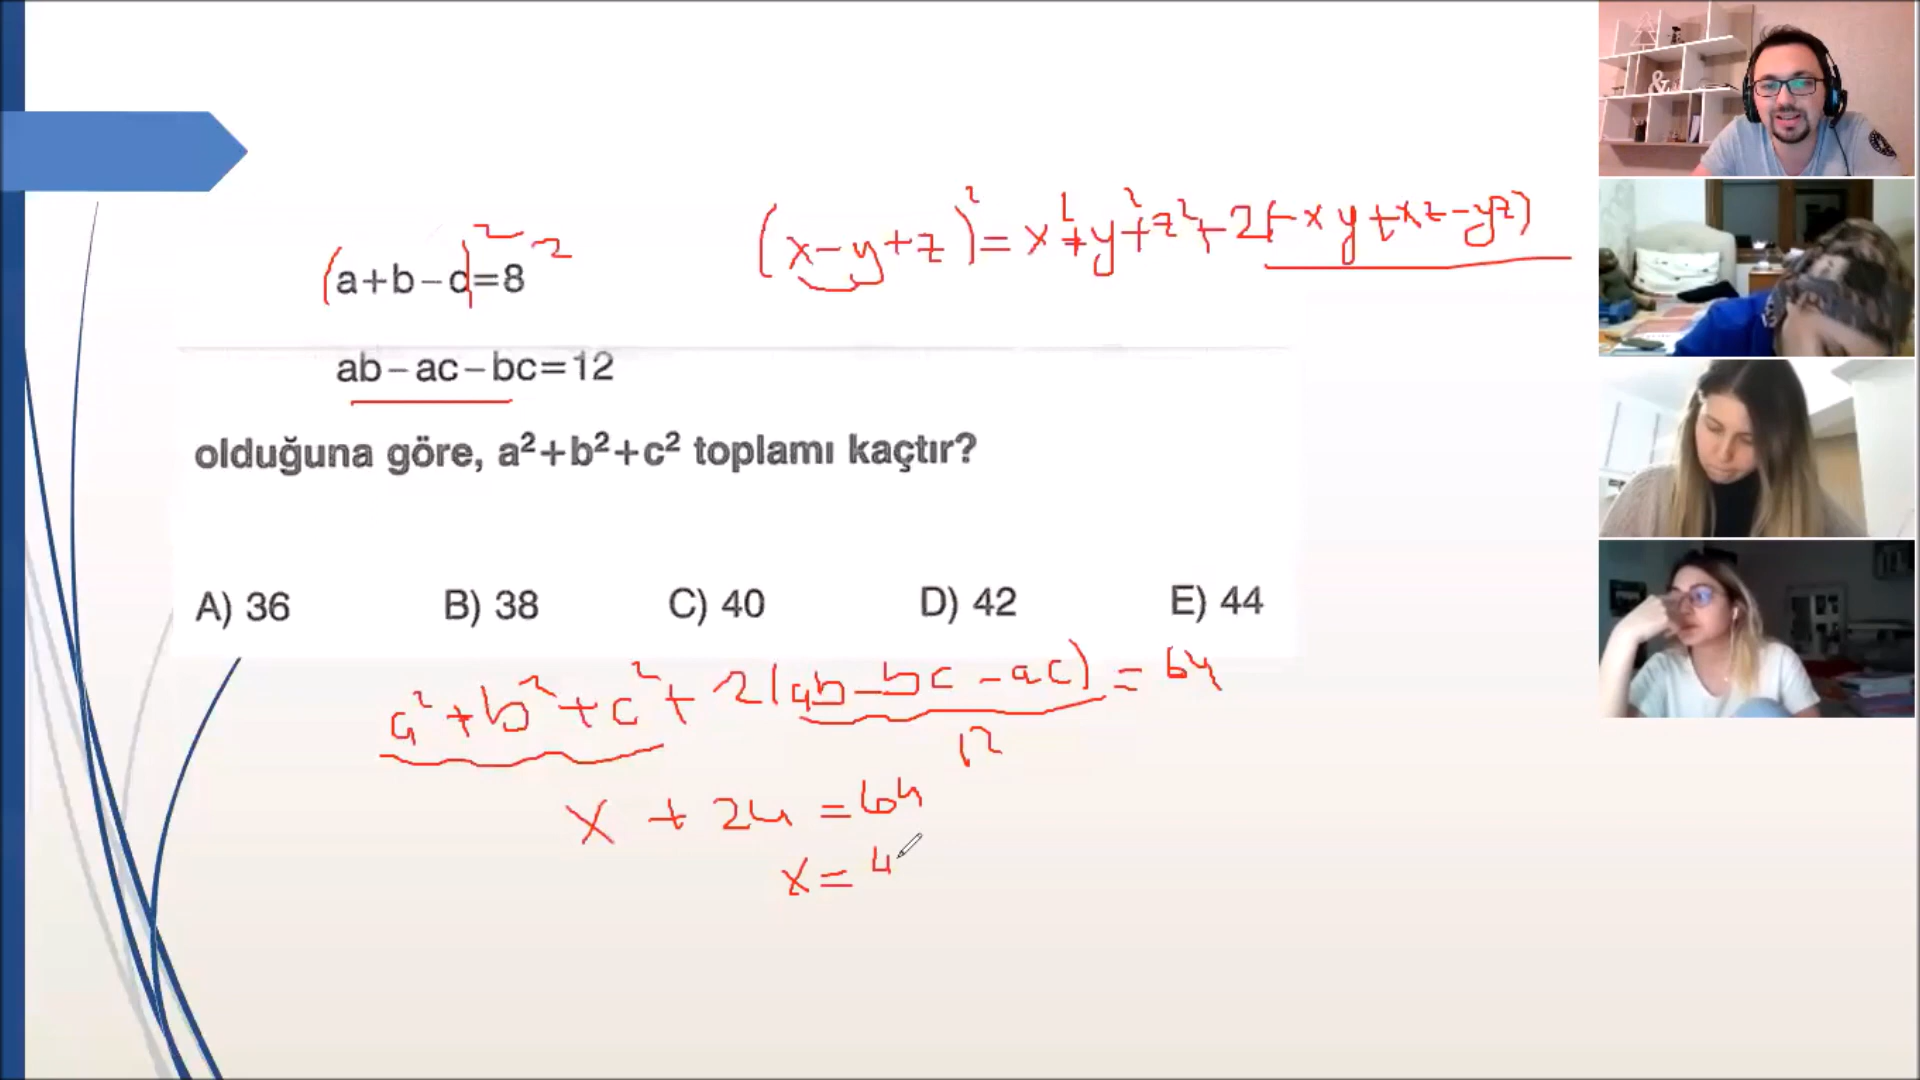 (a+b−c)²=8²
(x−y+z)²=x²+y²+z²+2(-xy+xz-yz)
ab−ac−bc=12
olduğuna göre, a²+b²+c² toplamı kaçtır?
A) 36 B) 38 C) 40 D) 42 E) 44
a²+b²+c²+2(ab-bc-ac)=64
12
x+24=64
x=4